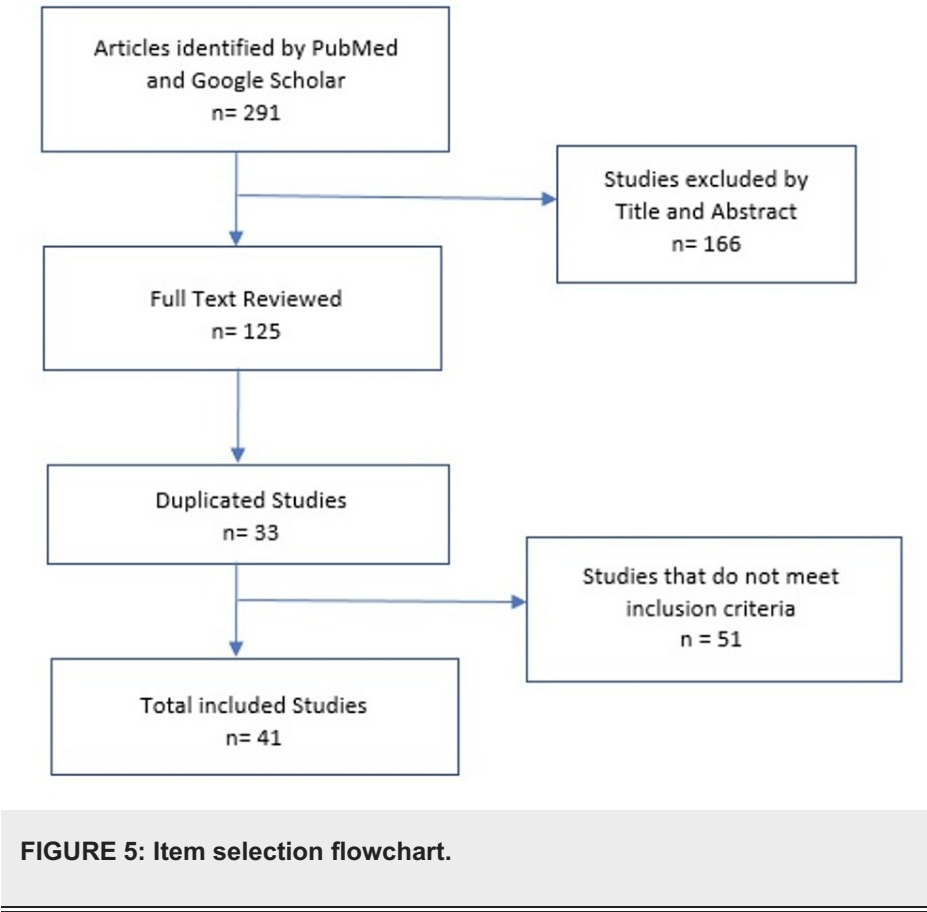 Articles identified by PubMed
and Google Scholar
n= 291
Studies excluded by
Title and Abstract
n= 166
Full Text Reviewed
n= 125
Duplicated Studies
n= 33
Studies that do not meet
inclusion criteria
n = 51
Total included Studies
n= 41
FIGURE 5: Item selection flowchart.